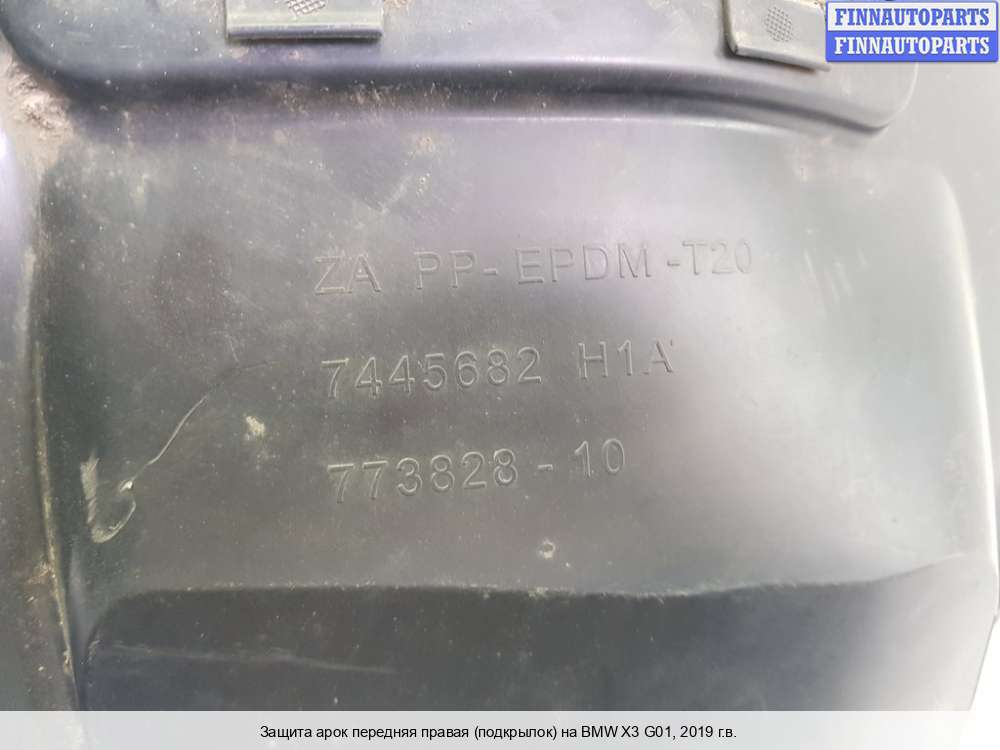 FINNAUTOPARTS
FINNAUTOPARTS
ZA PP-EPDM-T20
7445682 H1A
773828-10
Защита арок передняя правая (подкрылок) на BMW X3 G01, 2019 г.в.